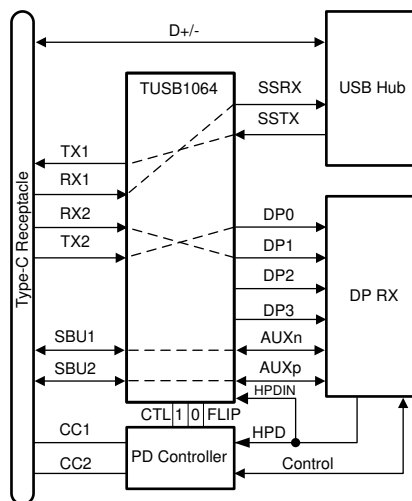 D+/-
TUSB1064
USB Hub
SSRX
SSTX
TX1
RX1
RX2
TX2
Type-C Receptacle
DP0
DP1
DP2
DP3
DP RX
SBU1
SBU2
AUXn
AUXp
HPDIN
CTL 1 0 FLIP
CC1
CC2
PD Controller
HPD
Control